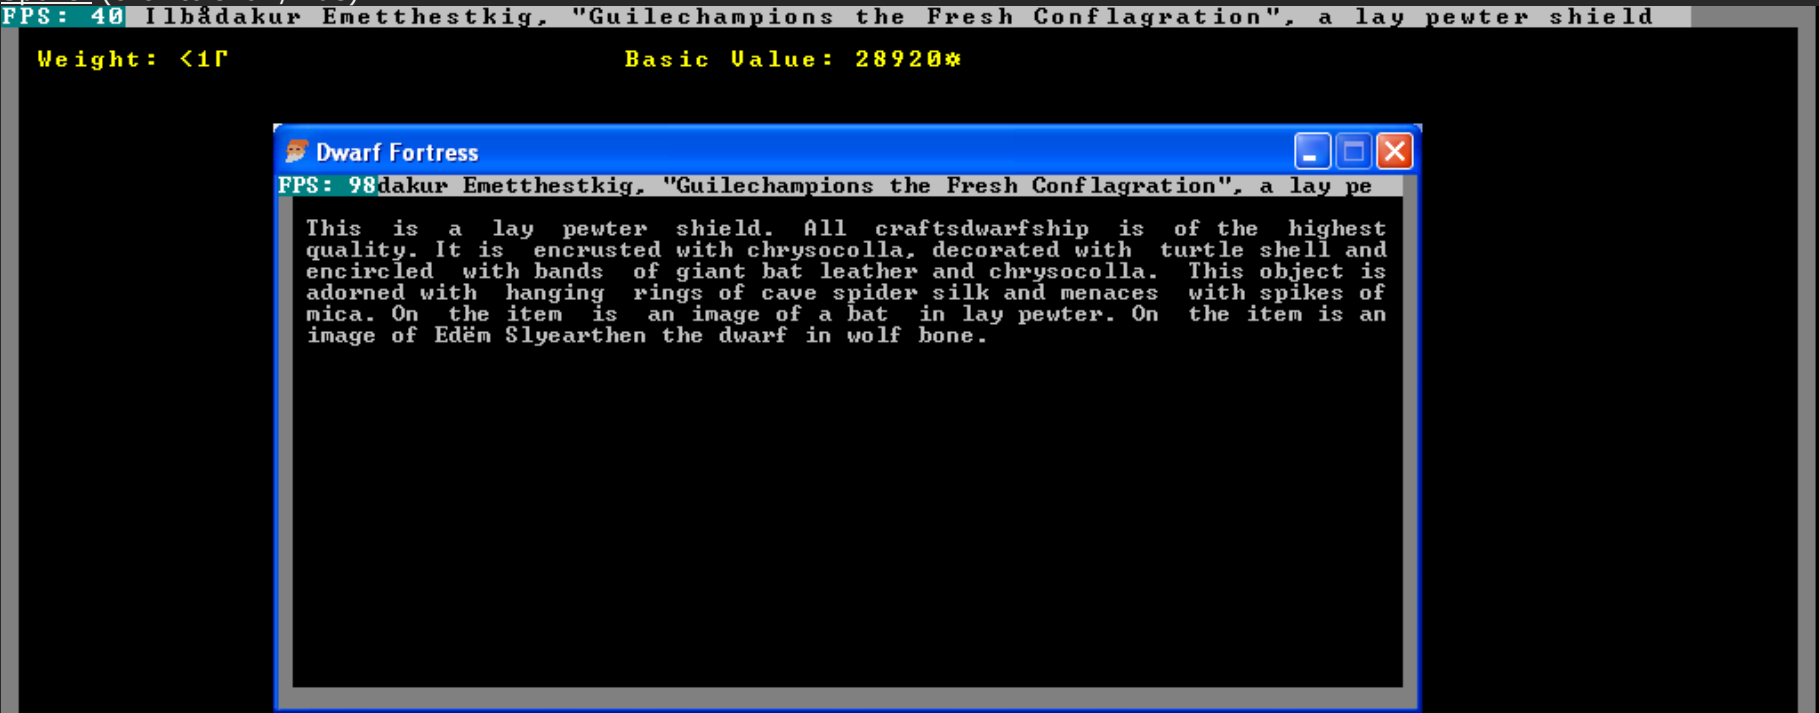 FPS: 40 Ilbådakur Emetthestkig, "Guilechampions the Fresh Conflagration", a lay pewter shield
Weight: <1Γ Basic Value: 28920☼
Dwarf Fortress
FPS: 98dakur Emetthestkig, "Guilechampions the Fresh Conflagration", a lay pe
This is a lay pewter shield. All craftsdwarfship is of the highest
quality. It is encrusted with chrysocolla, decorated with turtle shell and
encircled with bands of giant bat leather and chrysocolla. This object is
adorned with hanging rings of cave spider silk and menaces with spikes of
mica. On the item is an image of a bat in lay pewter. On the item is an
image of Edëm Slyearthen the dwarf in wolf bone.